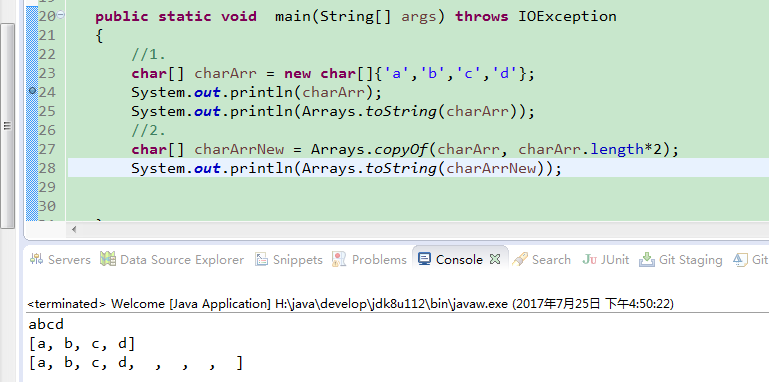 20 public static void  main(String[] args) throws IOException
21 {
22     //1.
23     char[] charArr = new char[]{'a','b','c','d'};
24     System.out.println(charArr);
25     System.out.println(Arrays.toString(charArr));
26     //2.
27     char[] charArrNew = Arrays.copyOf(charArr, charArr.length*2);
28     System.out.println(Arrays.toString(charArrNew));
29
30
Servers Data Source Explorer Snippets Problems Console Search JUnit Git Staging Git
<terminated> Welcome [Java Application] H:\java\develop\jdk8u112\bin\javaw.exe (2017年7月25日 下午4:50:22)
abcd
[a, b, c, d]
[a, b, c, d,  ,  ,  ,  ]